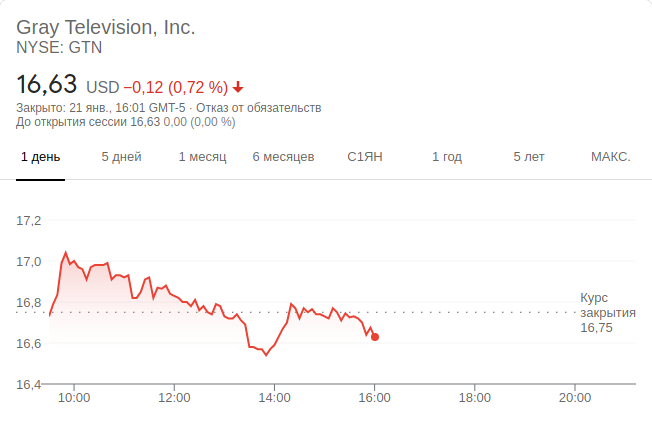 Gray Television, Inc.
NYSE: GTN
16,63 USD −0,12 (0,72 %)
Закрыто: 21 янв., 16:01 GMT-5 · Отказ от обязательств
До открытия сессии 16,63 0,00 (0,00 %)
1 день 5 дней 1 месяц 6 месяцев С1ЯН 1 год 5 лет МАКС.
17,2
17,0
16,8
16,6
16,4
Курс
закрытия
16,75
10:00 12:00 14:00 16:00 18:00 20:00